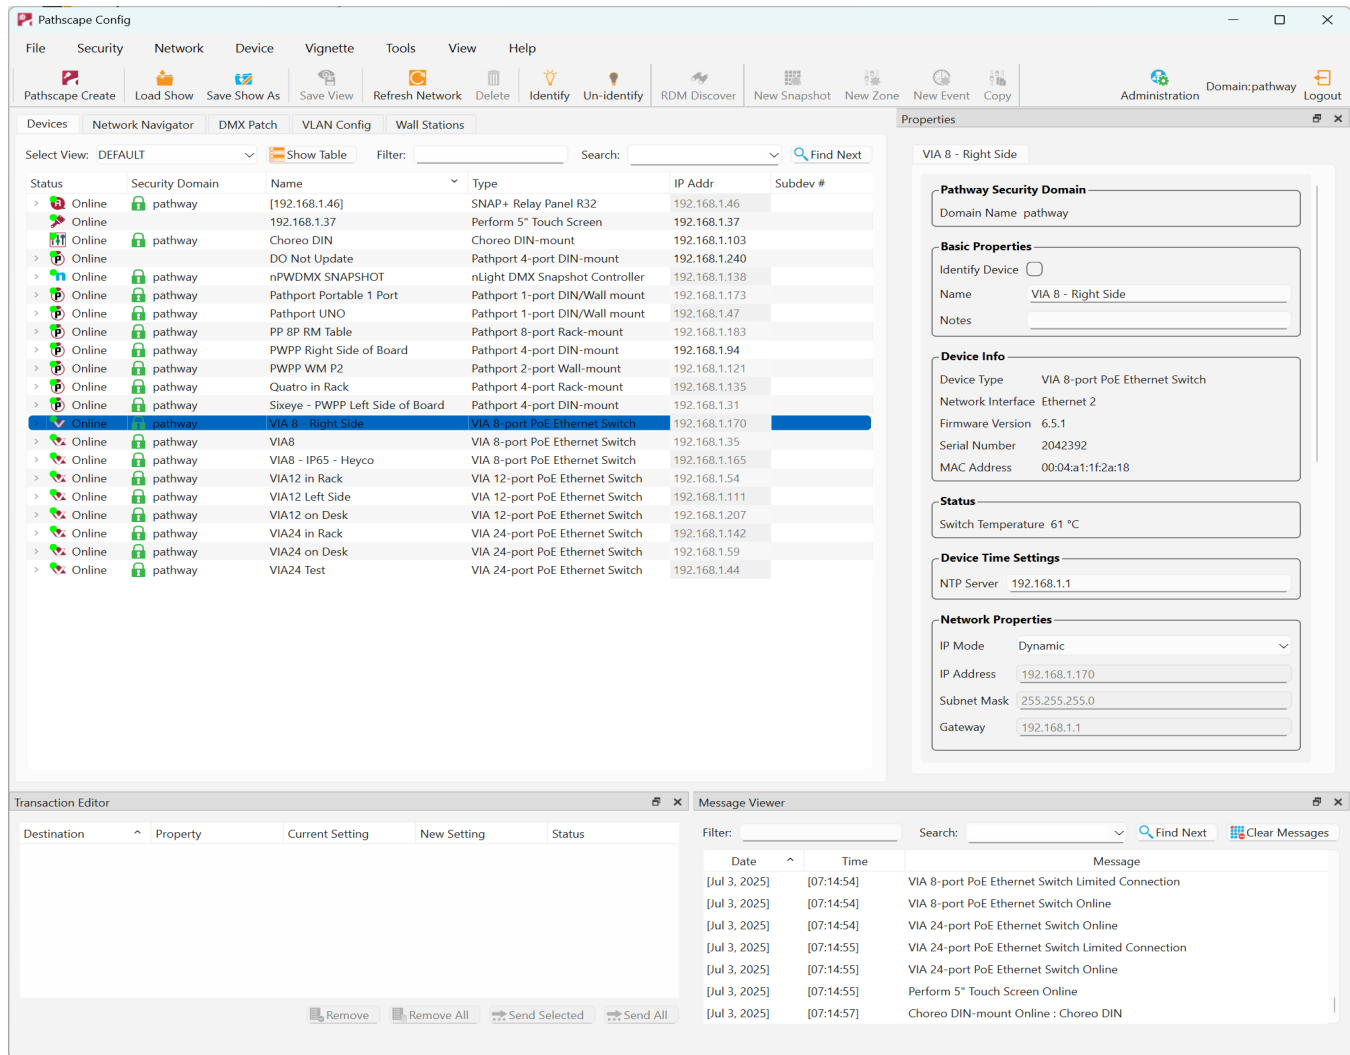 Pathscape Config
File Security Network Device Vignette Tools View Help
Pathscape Create Load Show Save Show As Save View Refresh Network Delete Identify Un-identify RDM Discover New Snapshot New Zone New Event Copy Administration Domain:pathway Logout
Devices Network Navigator DMX Patch VLAN Config Wall Stations
Select View: DEFAULT Show Table Filter: Search: Find Next
Status Security Domain Name Type IP Addr Subdev #
Online pathway [192.168.1.46] SNAP+ Relay Panel R32 192.168.1.46
Online 192.168.1.37 Perform 5" Touch Screen 192.168.1.37
Online pathway Choreo DIN Choreo DIN-mount 192.168.1.103
Online DO Not Update Pathport 4-port DIN-mount 192.168.1.240
Online pathway nPWDMX SNAPSHOT nLight DMX Snapshot Controller 192.168.1.138
Online pathway Pathport Portable 1 Port Pathport 1-port DIN/Wall mount 192.168.1.173
Online pathway Pathport UNO Pathport 1-port DIN/Wall mount 192.168.1.47
Online pathway PP 8P RM Table Pathport 8-port Rack-mount 192.168.1.183
Online pathway PWPP Right Side of Board Pathport 4-port DIN-mount 192.168.1.94
Online pathway PWPP WM P2 Pathport 2-port Wall-mount 192.168.1.121
Online pathway Quatro in Rack Pathport 4-port Rack-mount 192.168.1.135
Online pathway Sixeye - PWPP Left Side of Board Pathport 4-port DIN-mount 192.168.1.31
Online pathway VIA 8 - Right Side VIA 8-port PoE Ethernet Switch 192.168.1.170
Online pathway VIA8 VIA 8-port PoE Ethernet Switch 192.168.1.35
Online pathway VIA8 - IP65 - Heyco VIA 8-port PoE Ethernet Switch 192.168.1.165
Online pathway VIA12 in Rack VIA 12-port PoE Ethernet Switch 192.168.1.54
Online pathway VIA12 Left Side VIA 12-port PoE Ethernet Switch 192.168.1.111
Online pathway VIA12 on Desk VIA 12-port PoE Ethernet Switch 192.168.1.207
Online pathway VIA24 in Rack VIA 24-port PoE Ethernet Switch 192.168.1.142
Online pathway VIA24 on Desk VIA 24-port PoE Ethernet Switch 192.168.1.59
Online pathway VIA24 Test VIA 24-port PoE Ethernet Switch 192.168.1.44
Properties
VIA 8 - Right Side
Pathway Security Domain
Domain Name pathway
Basic Properties
Identify Device
Name VIA 8 - Right Side
Notes
Device Info
Device Type VIA 8-port PoE Ethernet Switch
Network Interface Ethernet 2
Firmware Version 6.5.1
Serial Number 2042392
MAC Address 00:04:a1:1f:2a:18
Status
Switch Temperature 61 °C
Device Time Settings
NTP Server 192.168.1.1
Network Properties
IP Mode Dynamic
IP Address 192.168.1.170
Subnet Mask 255.255.255.0
Gateway 192.168.1.1
Transaction Editor
Destination Property Current Setting New Setting Status
Remove Remove All Send Selected Send All
Message Viewer
Filter: Search: Find Next Clear Messages
Date Time Message
[Jul 3, 2025] [07:14:54] VIA 8-port PoE Ethernet Switch Limited Connection
[Jul 3, 2025] [07:14:54] VIA 8-port PoE Ethernet Switch Online
[Jul 3, 2025] [07:14:54] VIA 24-port PoE Ethernet Switch Online
[Jul 3, 2025] [07:14:55] VIA 24-port PoE Ethernet Switch Limited Connection
[Jul 3, 2025] [07:14:55] VIA 24-port PoE Ethernet Switch Online
[Jul 3, 2025] [07:14:55] Perform 5" Touch Screen Online
[Jul 3, 2025] [07:14:57] Choreo DIN-mount Online : Choreo DIN